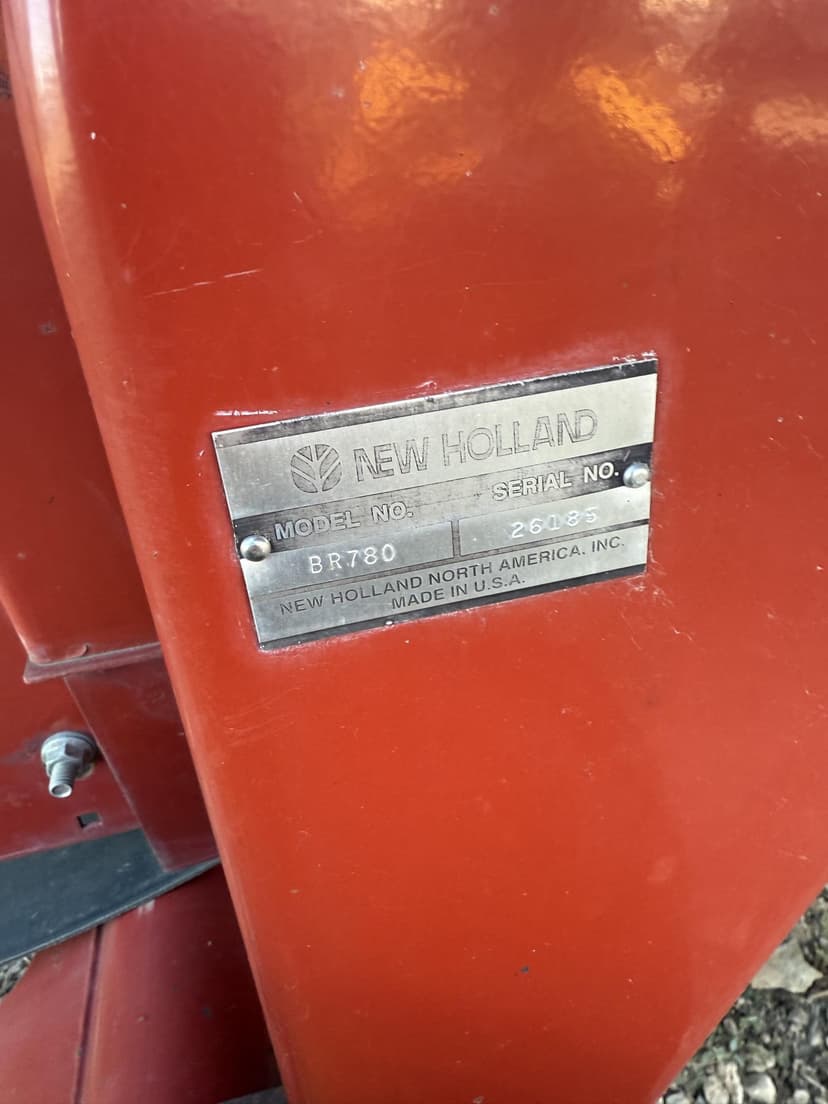 NEW HOLLAND
MODEL NO. SERIAL NO.
BR780 26185
NEW HOLLAND NORTH AMERICA, INC.
MADE IN U.S.A.